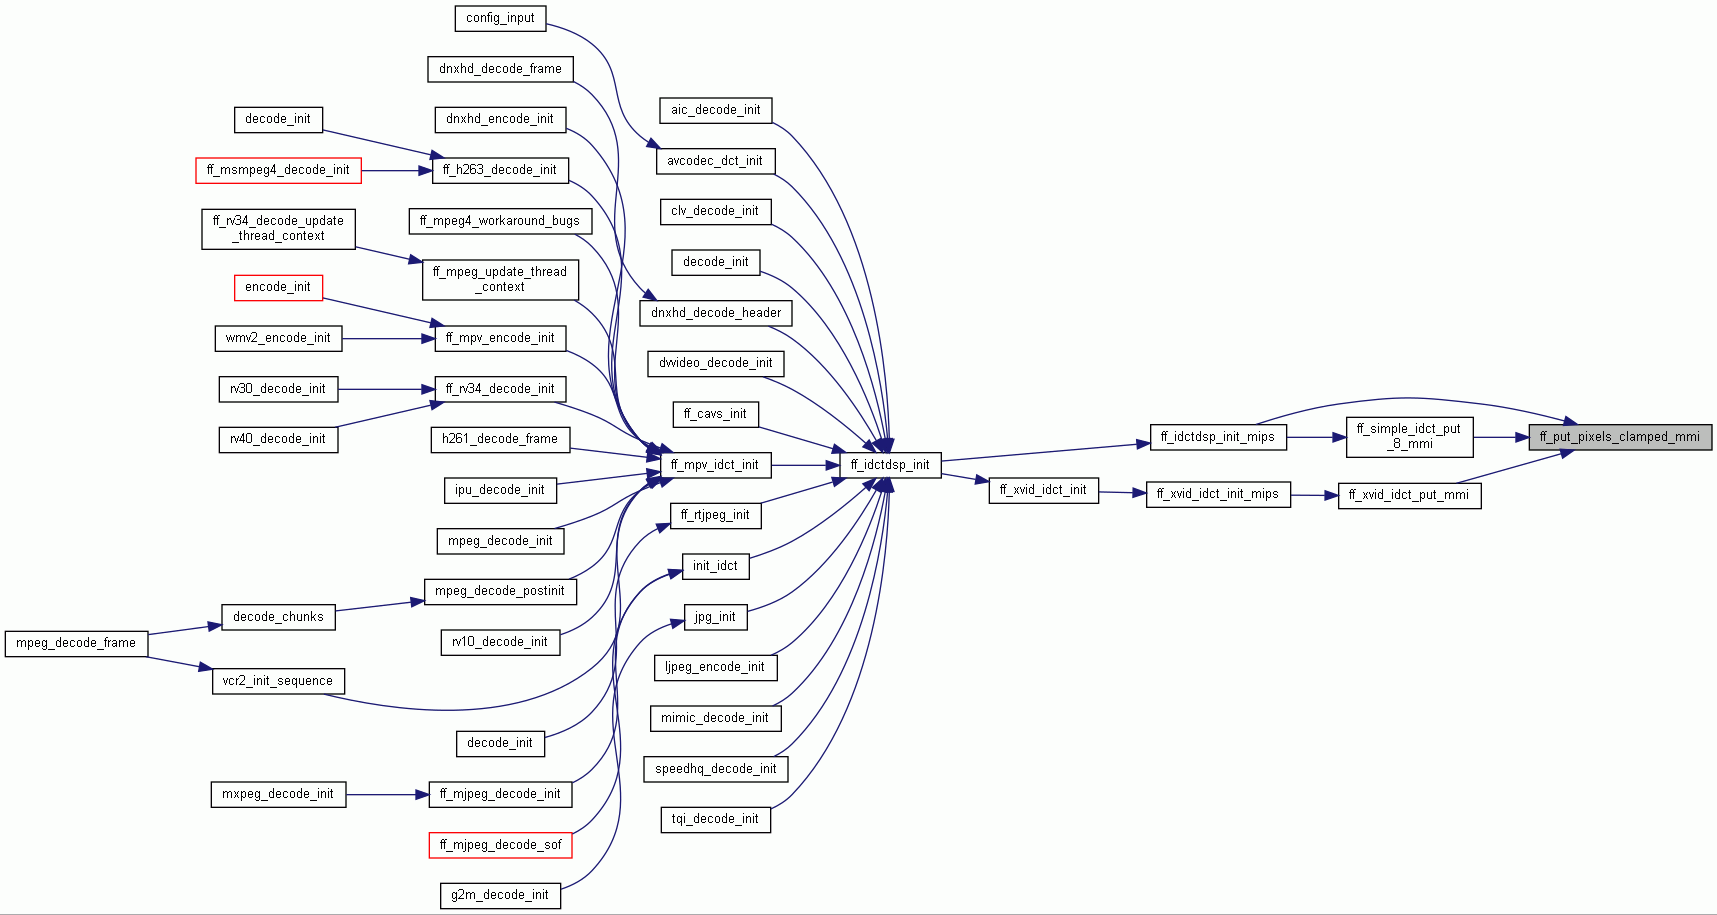 config_input
dnxhd_decode_frame
dnxhd_encode_init
decode_init
ff_h263_decode_init
ff_msmpeg4_decode_init
ff_mpeg4_workaround_bugs
ff_rv34_decode_update
_thread_context
ff_mpeg_update_thread
_context
encode_init
ff_mpv_encode_init
wmv2_encode_init
rv30_decode_init
ff_rv34_decode_init
rv40_decode_init
h261_decode_frame
ipu_decode_init
mpeg_decode_init
mpeg_decode_postinit
decode_chunks
mpeg_decode_frame
rv10_decode_init
vcr2_init_sequence
decode_init
mxpeg_decode_init
ff_mjpeg_decode_init
ff_mjpeg_decode_sof
g2m_decode_init
aic_decode_init
avcodec_dct_init
clv_decode_init
decode_init
dnxhd_decode_header
dvvideo_decode_init
ff_cavs_init
ff_mpv_idct_init
ff_rtjpeg_init
init_idct
jpg_init
ljpeg_encode_init
mimic_decode_init
speedhq_decode_init
tqi_decode_init
ff_idctdsp_init
ff_xvid_idct_init
ff_idctdsp_init_mips
ff_xvid_idct_init_mips
ff_simple_idct_put
_8_mmi
ff_xvid_idct_put_mmi
ff_put_pixels_clamped_mmi